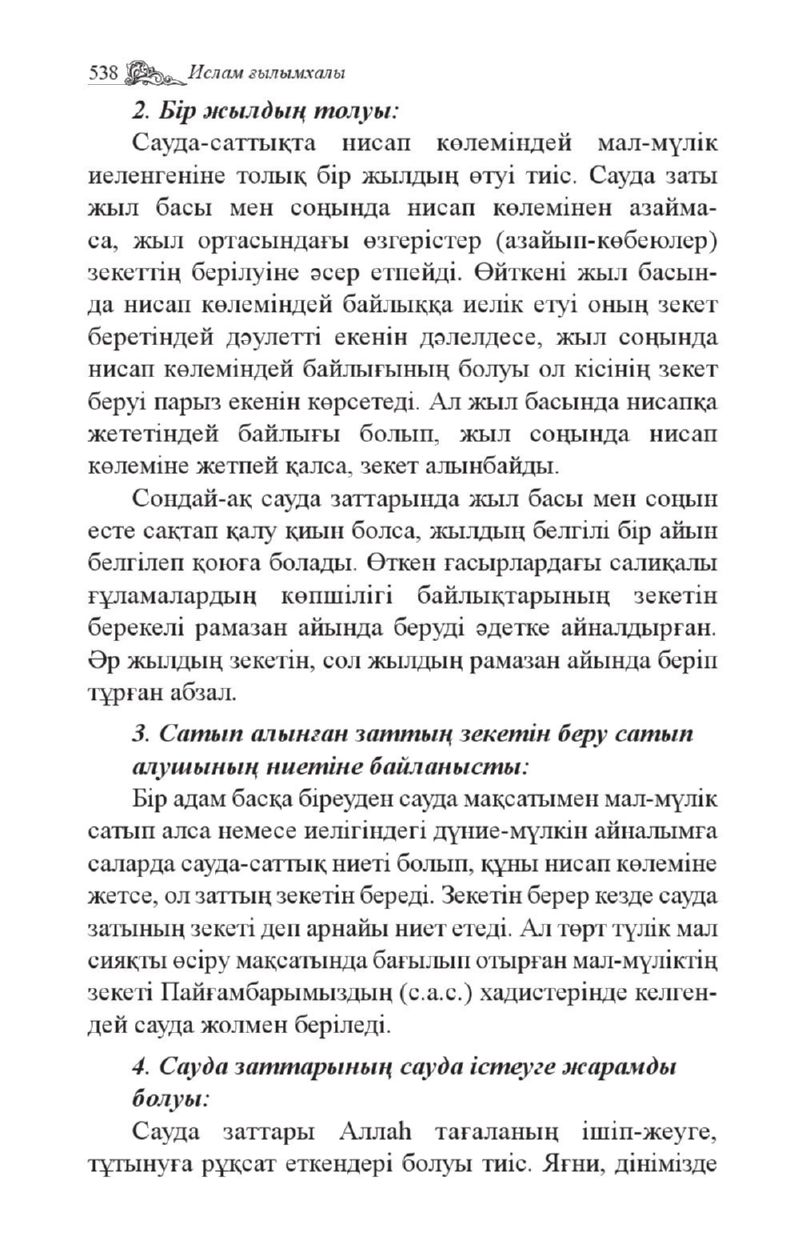 538 Ислам ғылымхалы
2. Бір жылдың толуы:
Сауда-саттықта нисап көлеміндей мал-мүлік
иеленгеніне толық бір жылдың өтуі тиіс. Сауда заты
жыл басы мен соңында нисап көлемінен азайма-
са, жыл ортасындағы өзгерістер (азайып-көбеюлер)
зекеттің берілуіне әсер етпейді. Өйткені жыл басын-
да нисап көлеміндей байлыққа иелік етуі оның зекет
беретіндей дәулетті екенін дәлелдесе, жыл соңында
нисап көлеміндей байлығының болуы ол кісінің зекет
беруі парыз екенін көрсетеді. Ал жыл басында нисапқа
жететіндей байлығы болып, жыл соңында нисап
көлеміне жетпей қалса, зекет алынбайды.
Сондай-ақ сауда заттарында жыл басы мен соңын
есте сақтап қалу қиын болса, жылдың белгілі бір айын
белгілеп қоюға болады. Өткен ғасырлардағы салиқалы
ғұламалардың көпшілігі байлықтарының зекетін
берекелі рамазан айында беруді әдетке айналдырған.
Әр жылдың зекетін, сол жылдың рамазан айында беріп
тұрған абзал.
3. Сатып алынған заттың зекетін беру сатып
алушының ниетіне байланысты:
Бір адам басқа біреуден сауда мақсатымен мал-мүлік
сатып алса немесе иелігіндегі дүние-мүлкін айналымға
саларда сауда-саттық ниеті болып, құны нисап көлеміне
жетсе, ол заттың зекетін береді. Зекетін берер кезде сауда
затының зекеті деп арнайы ниет етеді. Ал төрт түлік мал
сияқты өсіру мақсатында бағылып отырған мал-мүліктің
зекеті Пайғамбарымыздың (с.а.с.) хадистерінде келген-
дей сауда жолмен беріледі.
4. Сауда заттарының сауда істеуге жарамды
болуы:
Сауда заттары Аллаһ тағаланың ішіп-жеуге,
тұтынуға рұқсат еткендері болуы тиіс. Яғни, дінімізде